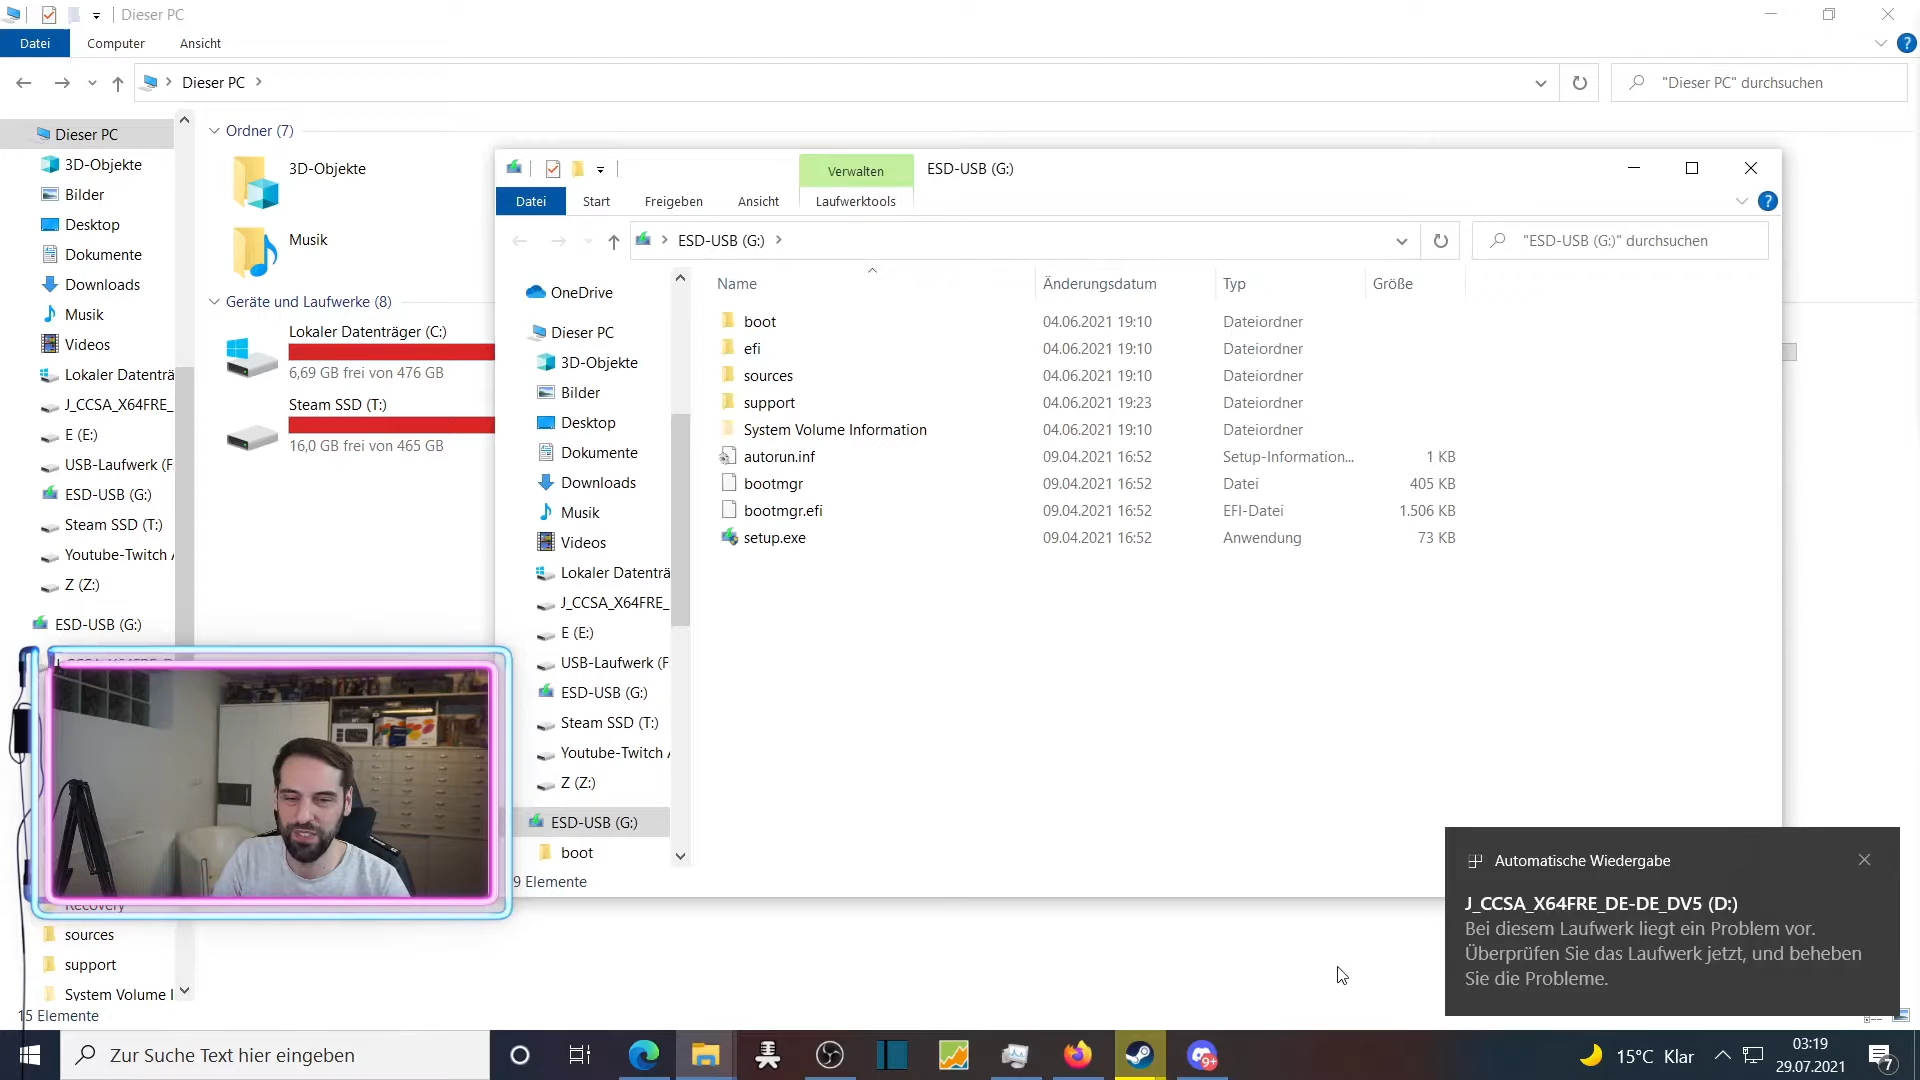 Dieser PC
Datei
Computer
Ansicht
Dieser PC
"Dieser PC" durchsuchen
Dieser PC
3D-Objekte
Bilder
Desktop
Dokumente
Downloads
Musik
Videos
Lokaler Datenträ
J_CCSA_X64FRE_
E (E:)
USB-Laufwerk (F
ESD-USB (G:)
Steam SSD (T:)
Youtube-Twitch
Z (Z:)
ESD-USB (G:)
Recovery
sources
support
System Volume I
15 Elemente
Ordner (7)
3D-Objekte
Musik
Geräte und Laufwerke (8)
Lokaler Datenträger (C:)
6,69 GB frei von 476 GB
Steam SSD (T:)
16,0 GB frei von 465 GB
Verwalten
ESD-USB (G:)
Datei
Start
Freigeben
Ansicht
Laufwerktools
ESD-USB (G:)
"ESD-USB (G:)" durchsuchen
OneDrive
Dieser PC
3D-Objekte
Bilder
Desktop
Dokumente
Downloads
Musik
Videos
Lokaler Datenträ
J_CCSA_X64FRE_
E (E:)
USB-Laufwerk (F
ESD-USB (G:)
Steam SSD (T:)
Youtube-Twitch
Z (Z:)
ESD-USB (G:)
boot
9 Elemente
Name Änderungsdatum Typ Größe
boot 04.06.2021 19:10 Dateiordner
efi 04.06.2021 19:10 Dateiordner
sources 04.06.2021 19:10 Dateiordner
support 04.06.2021 19:23 Dateiordner
System Volume Information 04.06.2021 19:10 Dateiordner
autorun.inf 09.04.2021 16:52 Setup-Information... 1 KB
bootmgr 09.04.2021 16:52 Datei 405 KB
bootmgr.efi 09.04.2021 16:52 EFI-Datei 1.506 KB
setup.exe 09.04.2021 16:52 Anwendung 73 KB
Automatische Wiedergabe
J_CCSA_X64FRE_DE-DE_DV5 (D:)
Bei diesem Laufwerk liegt ein Problem vor.
Überprüfen Sie das Laufwerk jetzt, und beheben
Sie die Probleme.
Zur Suche Text hier eingeben
9+
15°C Klar
03:19
29.07.2021
7